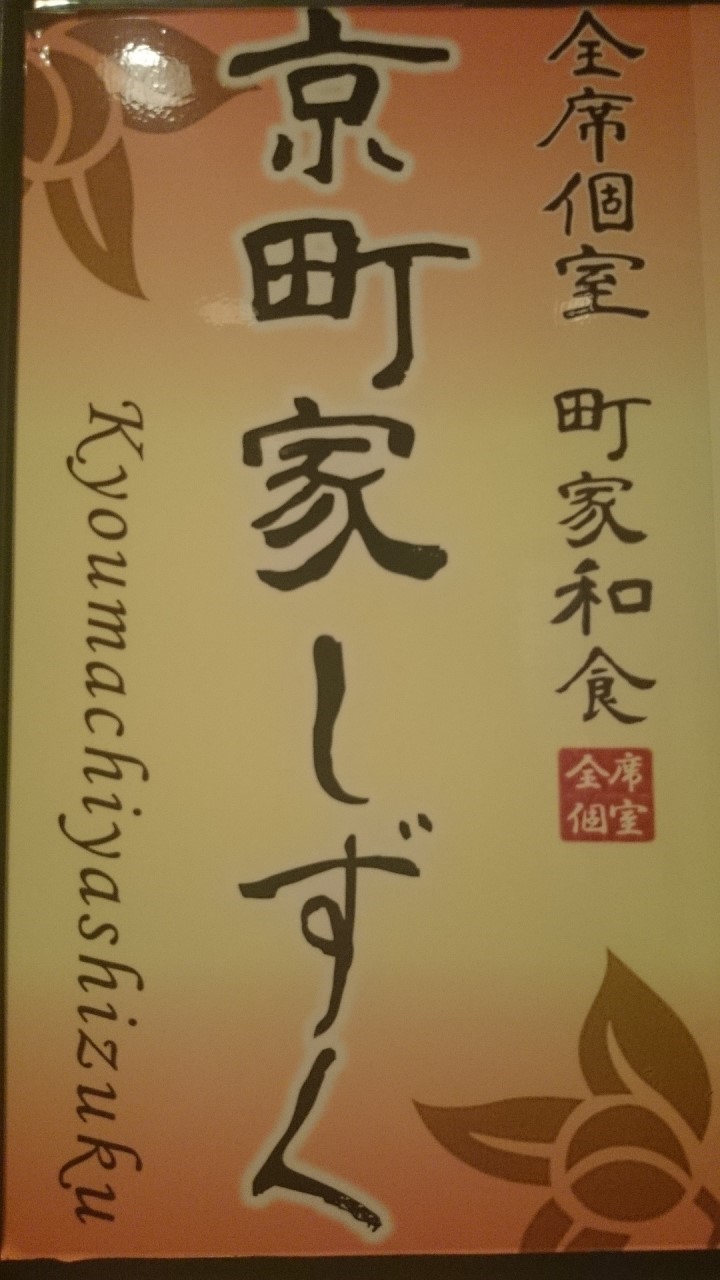 全席個室 町家和食
席室
全個
京町家しずく
Kyoumachiyashizuku